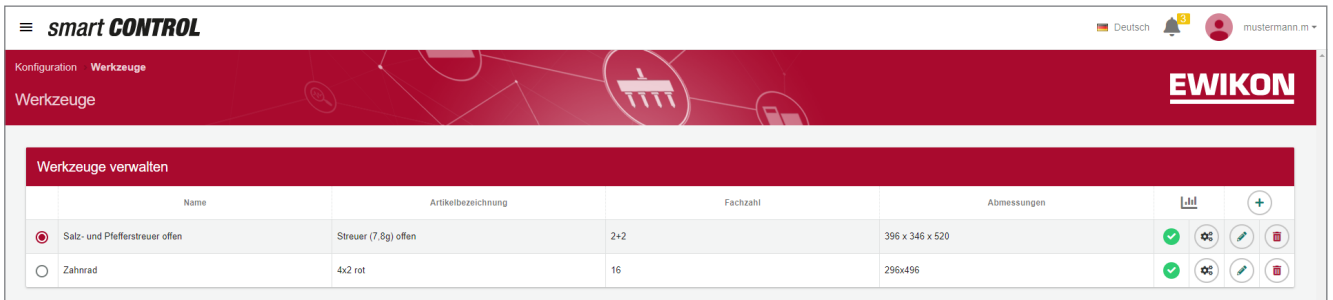 smart CONTROL
Deutsch
3
mustermann.m
Konfiguration Werkzeuge
Werkzeuge
EWIKON
Werkzeuge verwalten
Name Artikelbezeichnung Fachzahl Abmessungen
Salz- und Pfefferstreuer offen Streuer (7,8g) offen 2+2 396 x 346 x 520
Zahnrad 4x2 rot 16 296x496